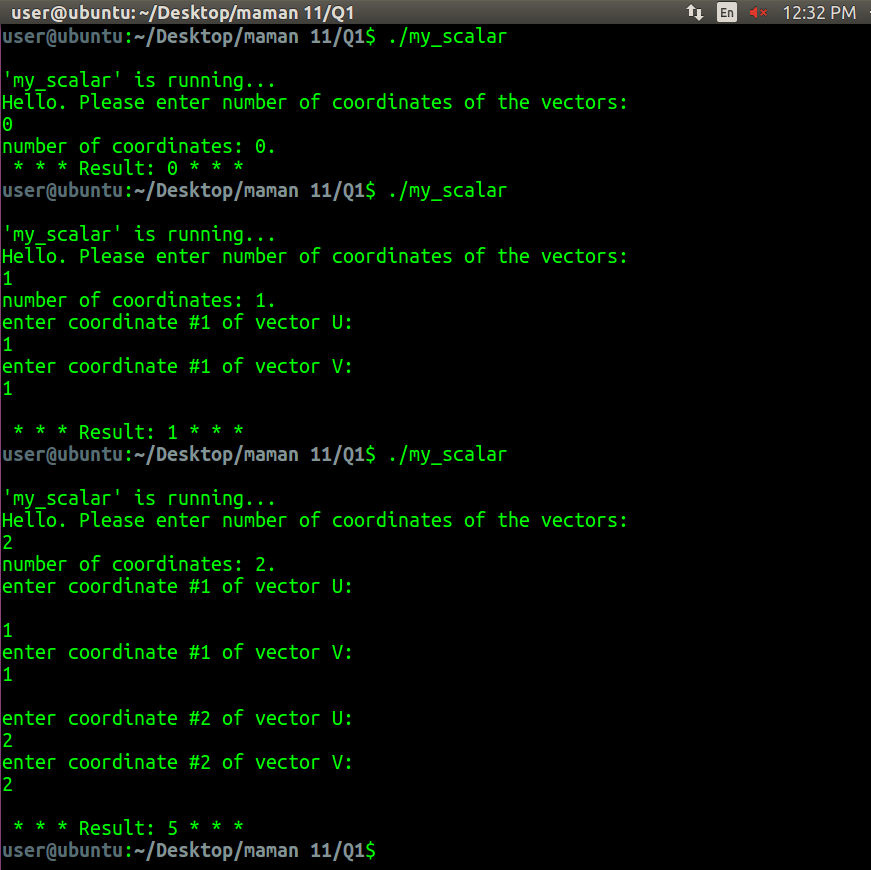 user@ubuntu:~/Desktop/maman 11/Q1
En 12:32 PM
user@ubuntu:~/Desktop/maman 11/Q1$ ./my_scalar
'my_scalar' is running...
Hello. Please enter number of coordinates of the vectors:
0
number of coordinates: 0.
* * * Result: 0 * * *
user@ubuntu:~/Desktop/maman 11/Q1$ ./my_scalar
'my_scalar' is running...
Hello. Please enter number of coordinates of the vectors:
1
number of coordinates: 1.
enter coordinate #1 of vector U:
1
enter coordinate #1 of vector V:
1
* * * Result: 1 * * *
user@ubuntu:~/Desktop/maman 11/Q1$ ./my_scalar
'my_scalar' is running...
Hello. Please enter number of coordinates of the vectors:
2
number of coordinates: 2.
enter coordinate #1 of vector U:
1
enter coordinate #1 of vector V:
1
enter coordinate #2 of vector U:
2
enter coordinate #2 of vector V:
2
* * * Result: 5 * * *
user@ubuntu:~/Desktop/maman 11/Q1$